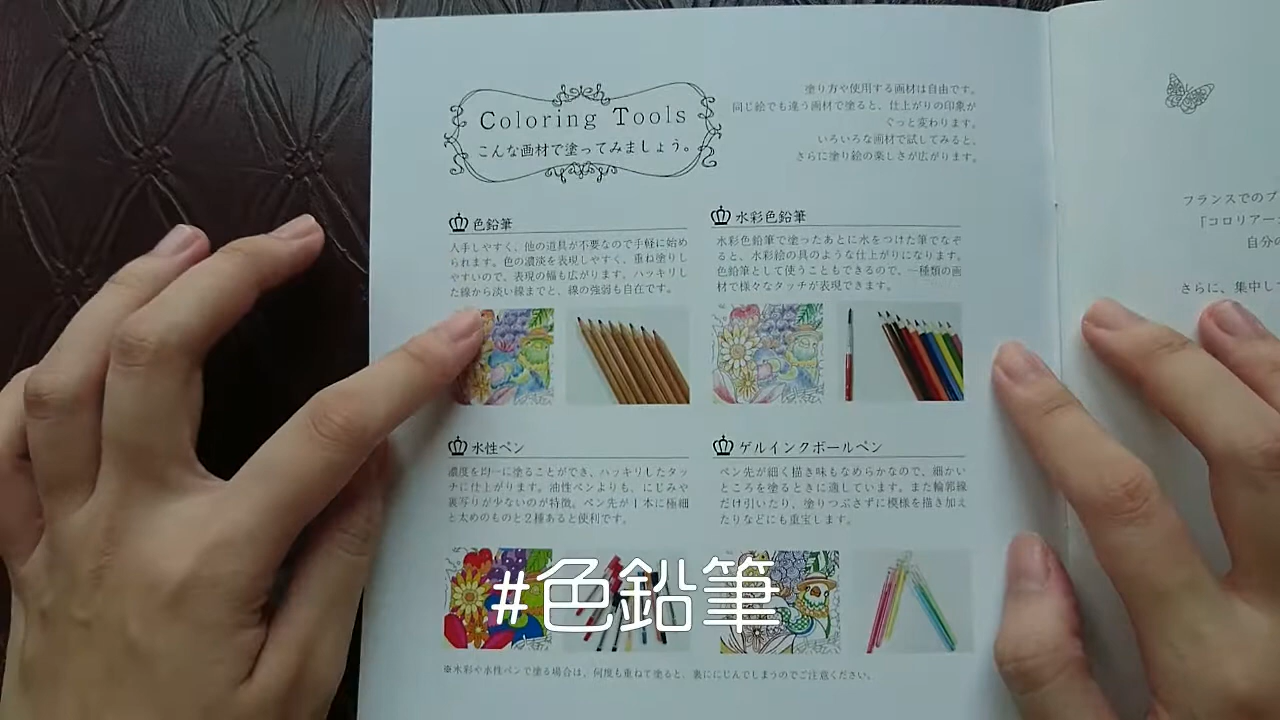 Coloring Tools
こんな画材で塗ってみましょう。
塗り方や使用する画材は自由です。
同じ絵でも違う画材で塗ると、仕上がりの印象が
ぐっと変わります。
いろいろな画材で試してみると、
さらに塗り絵の楽しさが広がります。
色鉛筆
入手しやすく、他の道具が不要なので手軽に始め
られます。色の濃淡を表現しやすく、重ね塗りし
やすいので、表現の幅も広がります。ハッキリし
た線から淡い線までと、線の強弱も自在です。
水彩色鉛筆
水彩色鉛筆で塗ったあとに水をつけた筆でなぞ
ると、水彩絵の具のような仕上がりになります。
色鉛筆として使うこともできるので、一種類の画
材で様々なタッチが表現できます。
水性ペン
濃度を均一に塗ることができ、ハッキリしたタッ
チに仕上がります。油性ペンよりも、にじみや
裏写りが少ないのが特徴。ペン先が1本に極細
と太めのものと2種あると便利です。
ゲルインクボールペン
ペン先が細く描き味もなめらかなので、細かい
ところを塗るときに適しています。また輪郭線
だけ引いたり、塗りつぶさずに模様を描き加え
たりなどにも重宝します。
#色鉛筆
※水彩や水性ペンで塗る場合は、何度も重ねて塗ると、裏ににじんでしまうのでご注意ください。
フランスでのブ
「コロリアー
自分の
さらに、集中して